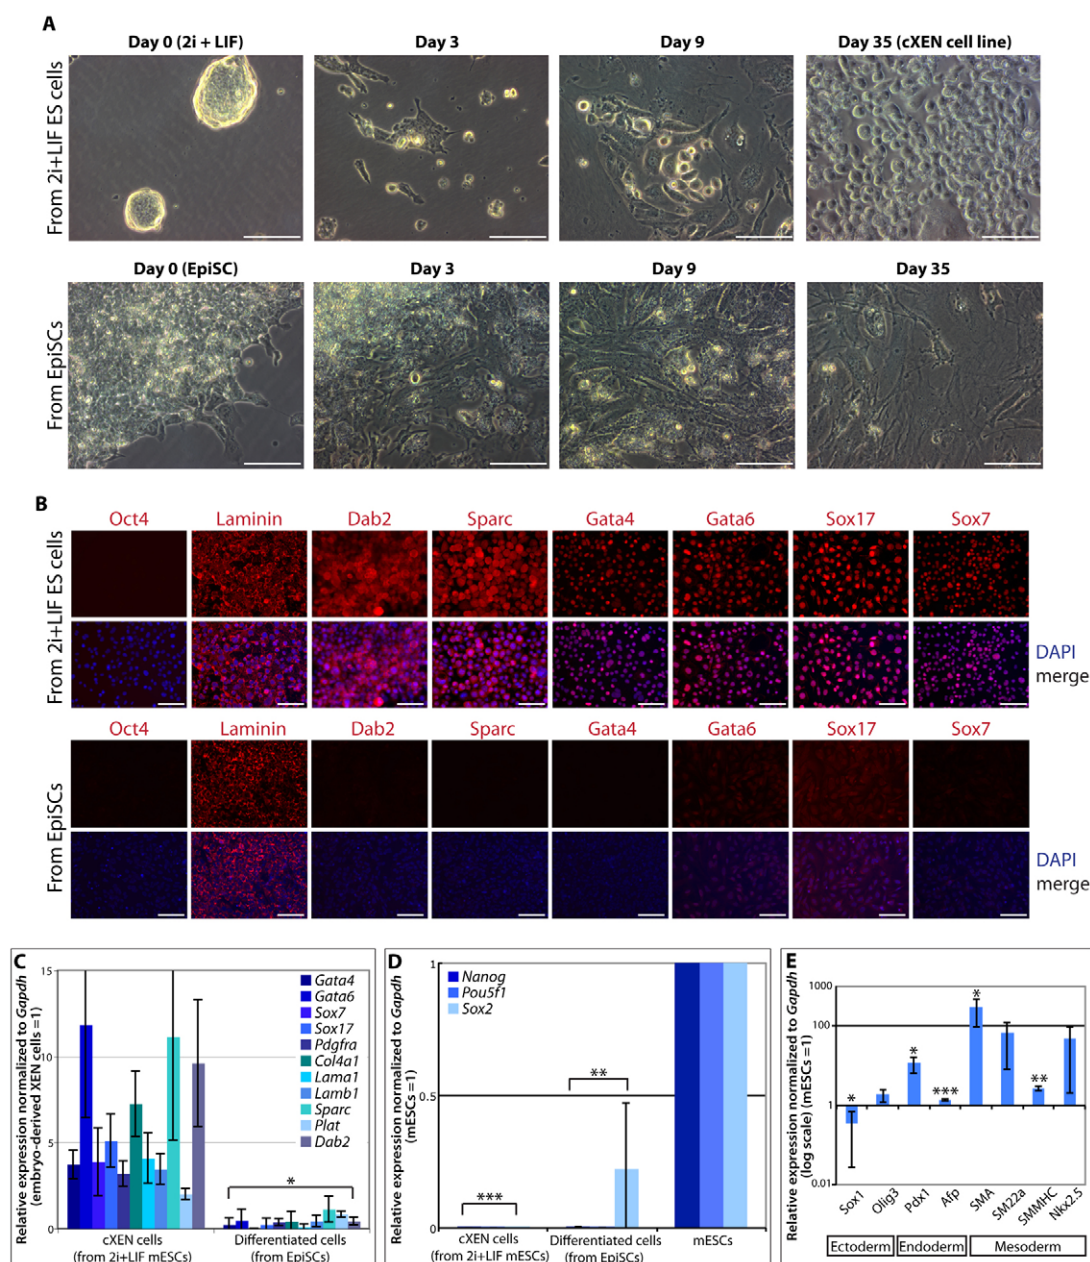 A
Day 0 (2i + LIF)
Day 3
Day 9
Day 35 (cXEN cell line)
From 2i+LIF ES cells
Day 0 (EpiSC)
Day 3
Day 9
Day 35
From EpiSCs
B
Oct4
Laminin
Dab2
Sparc
Gata4
Gata6
Sox17
Sox7
From 2i+LIF ES cells
DAPI
merge
Oct4
Laminin
Dab2
Sparc
Gata4
Gata6
Sox17
Sox7
From EpiSCs
DAPI
merge
C
Relative expression normalized to Gapdh
(embryo-derived XEN cells =1)
15
10
5
0
Gata4
Gata6
Sox7
Sox17
Pdgfra
Col4a1
Lama1
Lamb1
Sparc
Plat
Dab2
*
cXEN cells
(from 2i+LIF mESCs)
Differentiated cells
(from EpiSCs)
D
Relative expression normalized to Gapdh
(mESCs =1)
1
0.5
0
Nanog
Pou5f1
Sox2
***
**
cXEN cells
(from 2i+LIF mESCs)
Differentiated cells
(from EpiSCs)
mESCs
E
Relative expression normalized to Gapdh
(log scale) (mESCs =1)
1000
100
1
0.01
*
*
***
*
**
Sox1
Olig3
Pdx1
Afp
SMA
SM22a
SMMHC
Nkx2.5
Ectoderm
Endoderm
Mesoderm